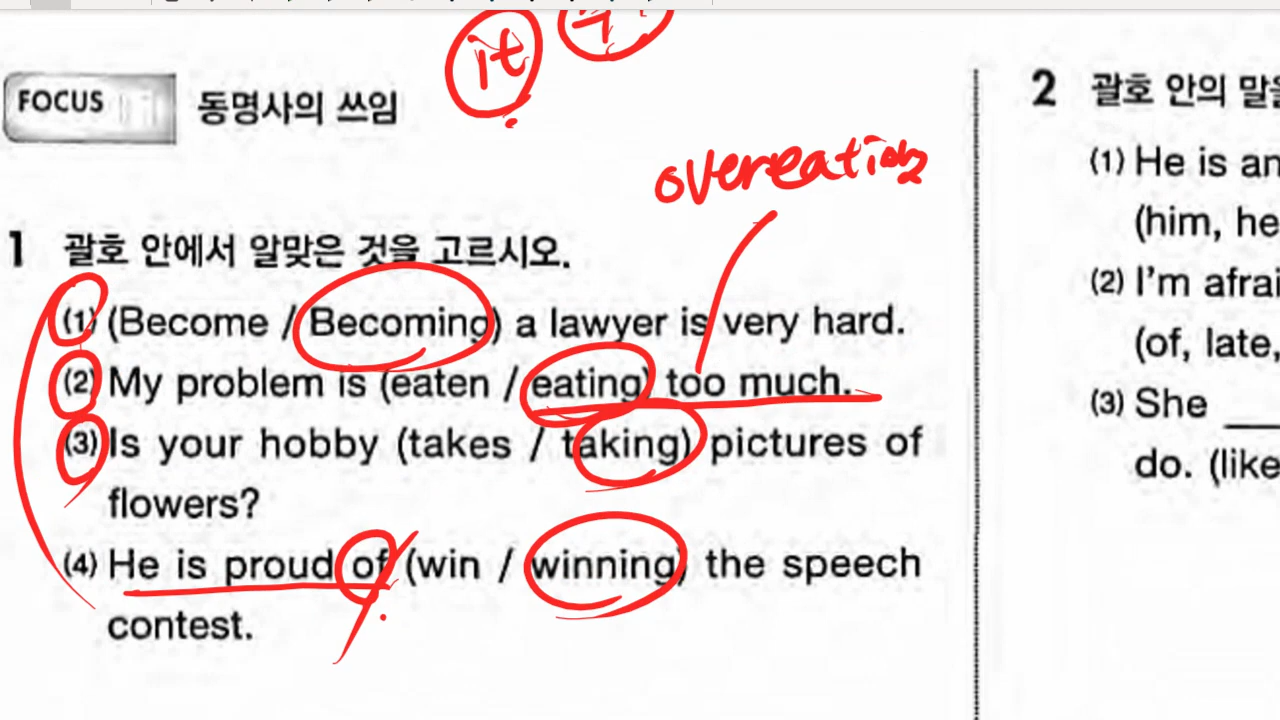 it
FOCUS
동명사의 쓰임
overeating
1 괄호 안에서 알맞은 것을 고르시오.
(1) (Become / Becoming) a lawyer is very hard.
(2) My problem is (eaten / eating) too much.
(3) Is your hobby (takes / taking) pictures of
flowers?
(4) He is proud of (win / winning) the speech
contest.
2 괄호 안의 말을
(1) He is an
(him, he
(2) I'm afrai
(of, late,
(3) She ___
do. (like